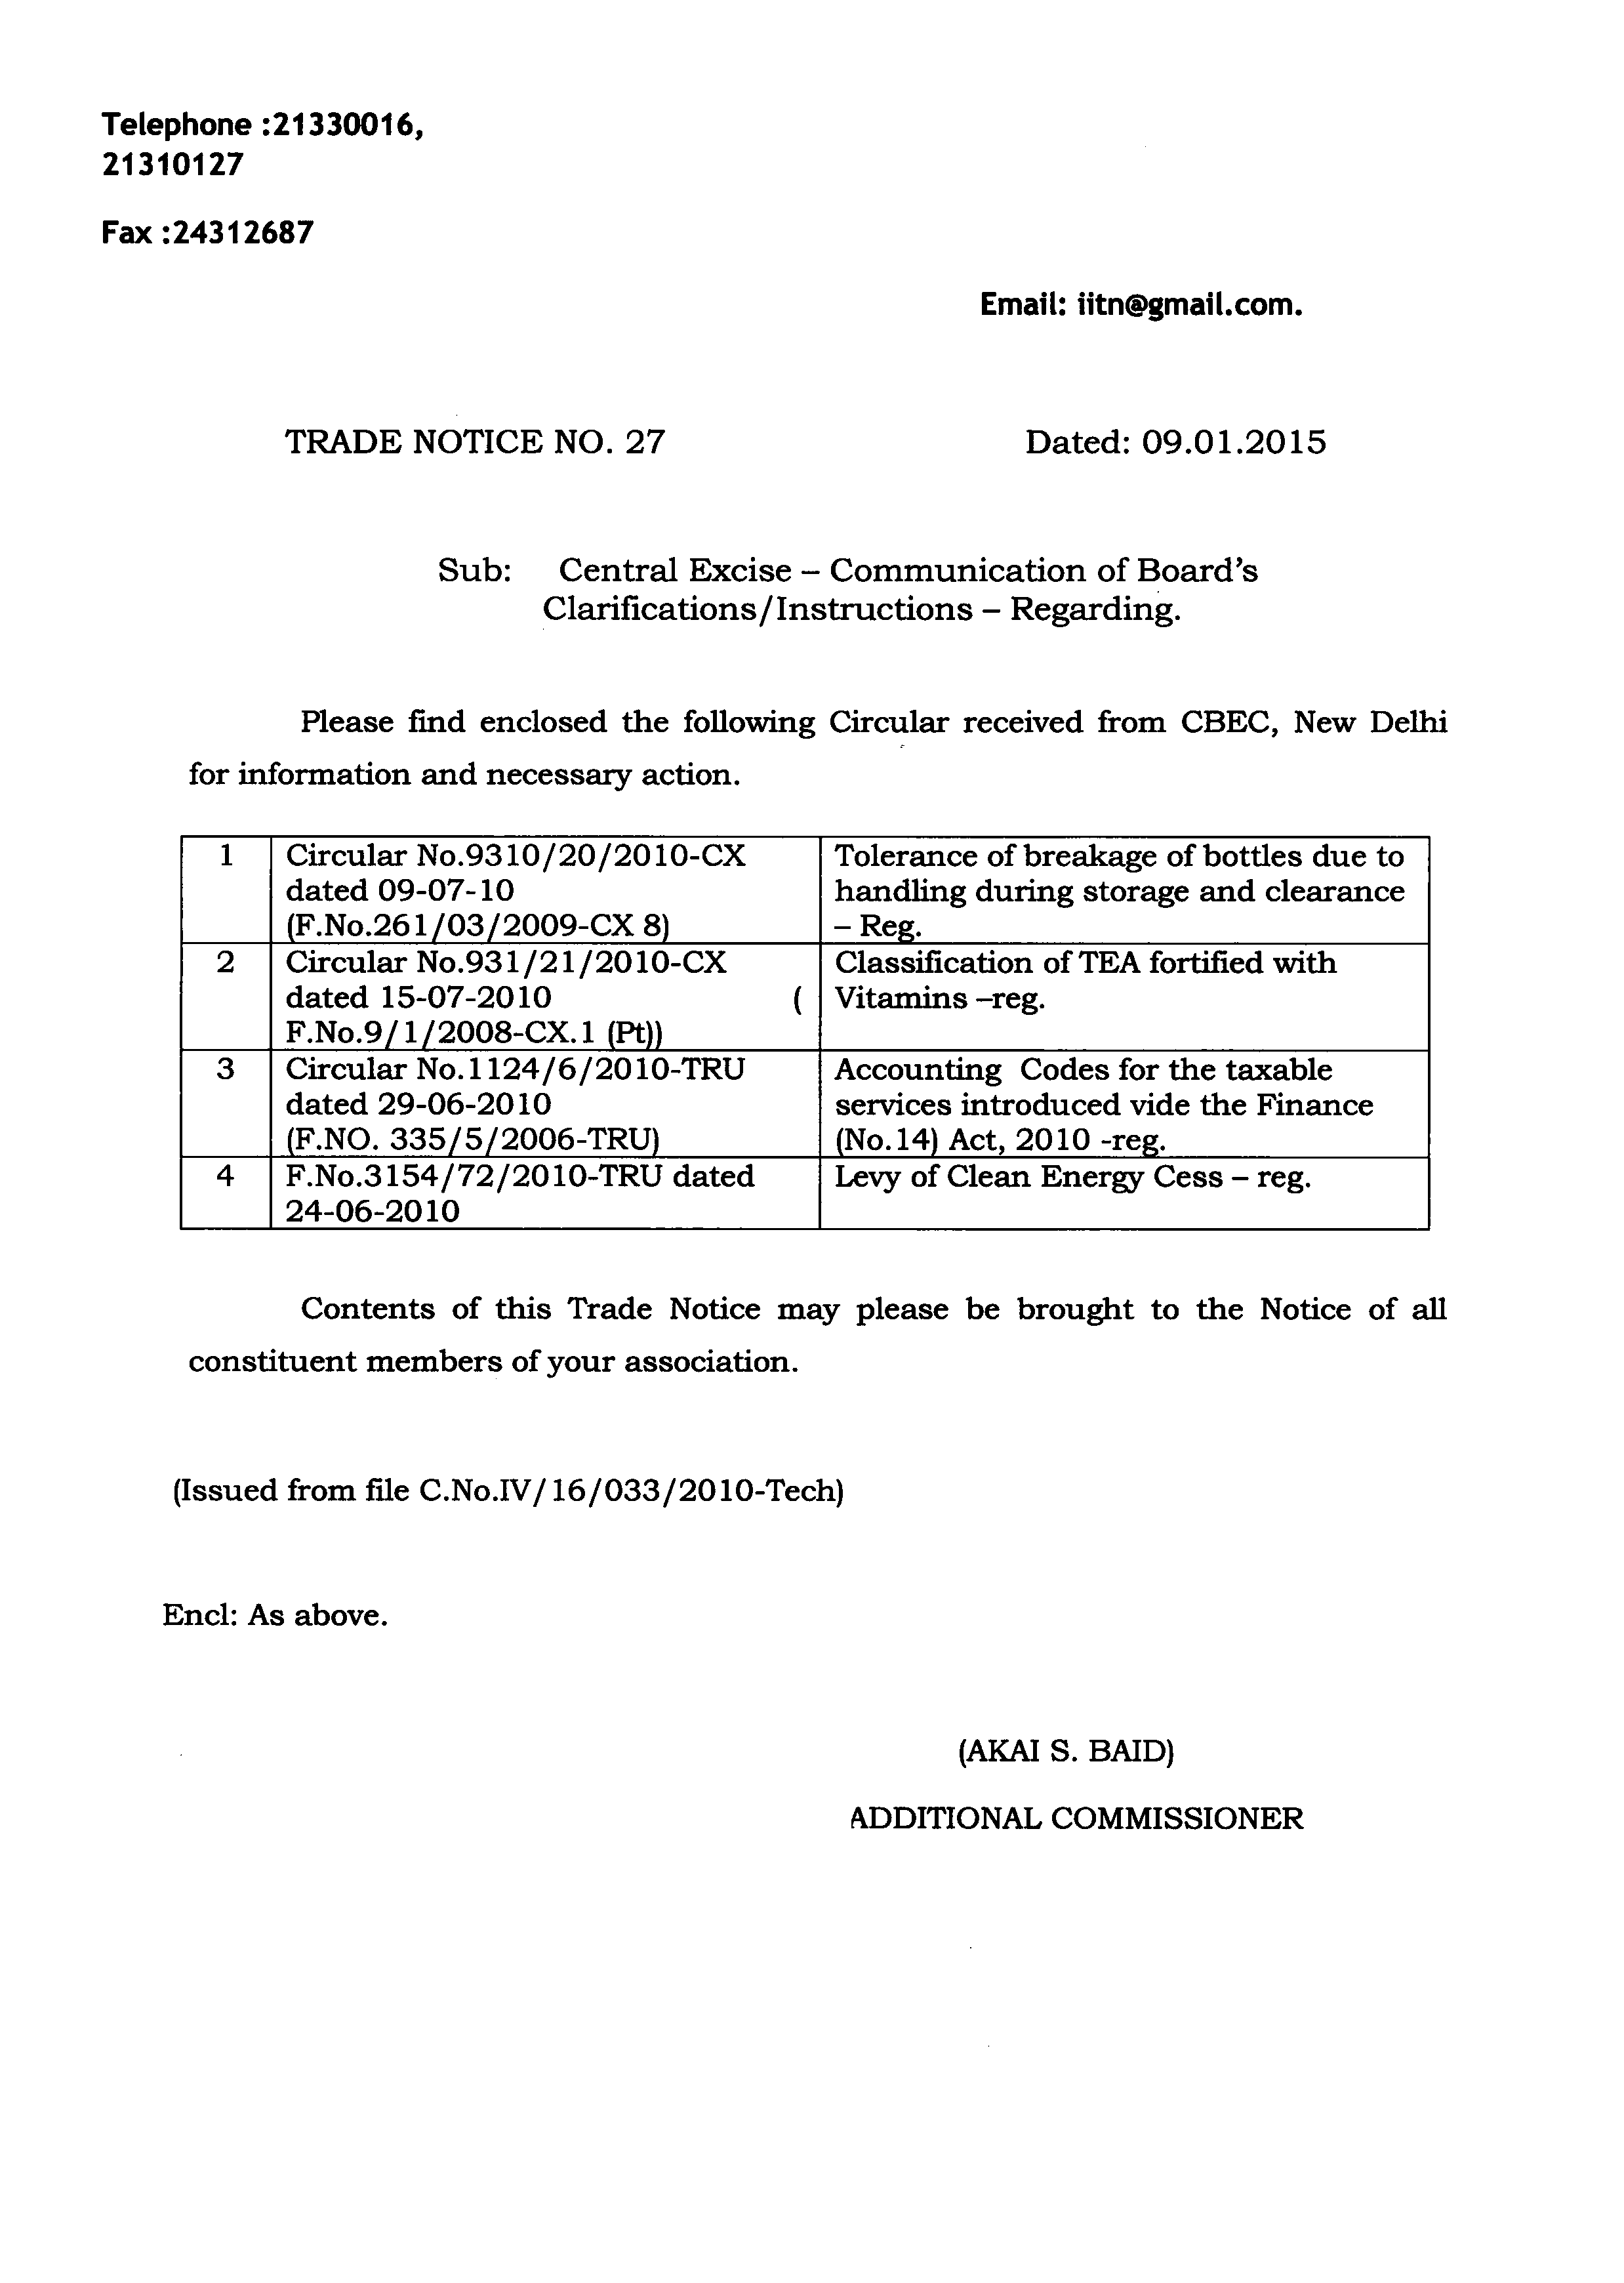 Telephone :21330016,
21310127
Fax :24312687
Email: iitn@gmail.com.
TRADE NOTICE NO. 27 Dated: 09.01.2015
Sub: Central Excise – Communication of Board's
Clarifications/Instructions – Regarding.
Please find enclosed the following Circular received from CBEC, New Delhi
for information and necessary action.
1 Circular No.9310/20/2010-CX Tolerance of breakage of bottles due to
dated 09-07-10 handling during storage and clearance
(F.No.261/03/2009-CX 8) – Reg.
2 Circular No.931/21/2010-CX Classification of TEA fortified with
dated 15-07-2010 ( Vitamins –reg.
F.No.9/1/2008-CX.1 (Pt))
3 Circular No.1124/6/2010-TRU Accounting Codes for the taxable
dated 29-06-2010 services introduced vide the Finance
(F.NO. 335/5/2006-TRU) (No.14) Act, 2010 -reg.
4 F.No.3154/72/2010-TRU dated Levy of Clean Energy Cess – reg.
24-06-2010
Contents of this Trade Notice may please be brought to the Notice of all
constituent members of your association.
(Issued from file C.No.IV/16/033/2010-Tech)
Encl: As above.
(AKAI S. BAID)
ADDITIONAL COMMISSIONER